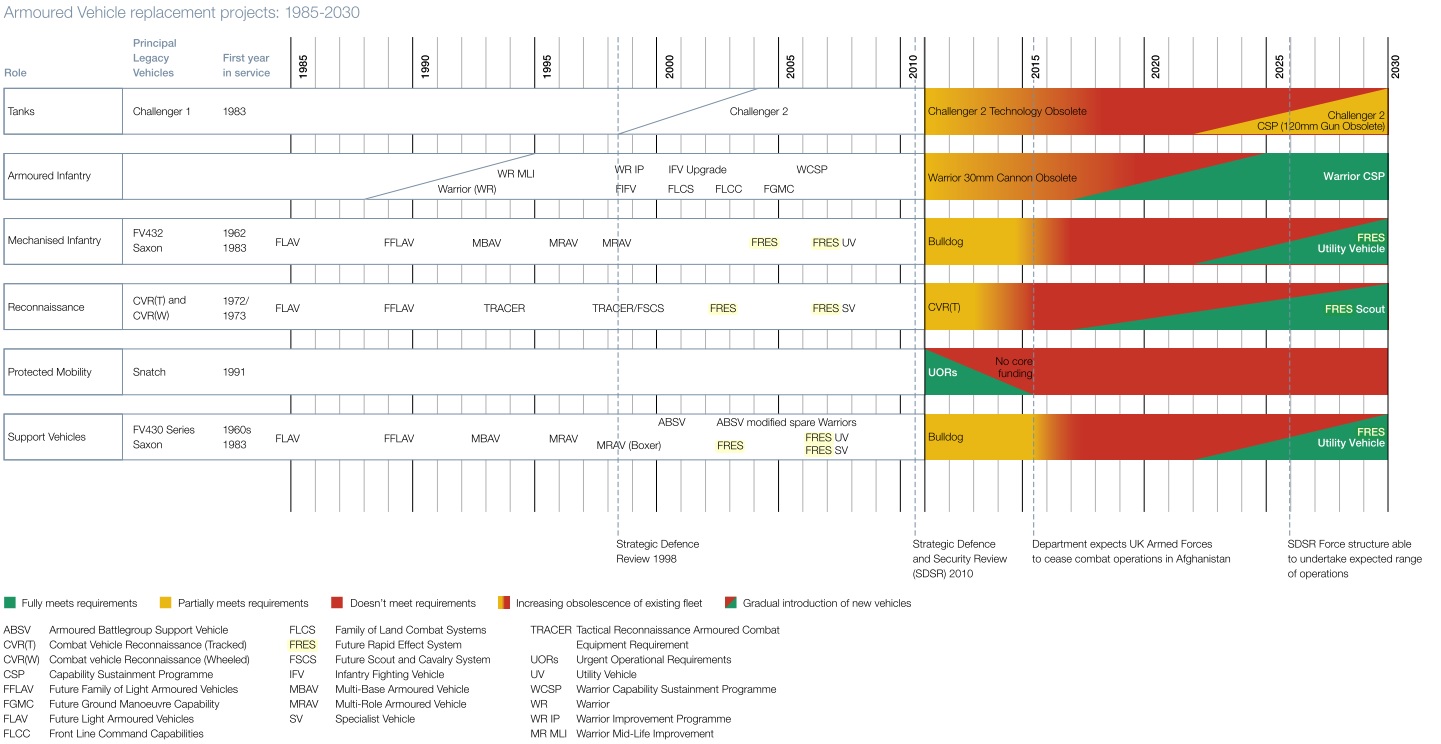 Armoured Vehicle replacement projects: 1985-2030
Principal
Legacy
Vehicles
First year
in service
Role
1985
1990
1995
2000
2005
2010
2015
2020
2025
2030
Tanks
Challenger 1
1983
Challenger 2
Challenger 2 Technology Obsolete
Challenger 2
CSP (120mm Gun Obsolete)
Armoured Infantry
WR MLI
Warrior (WR)
WR IP
IFV Upgrade
WCSP
FIFV
FLCS
FLCC
FGMC
Warrior 30mm Cannon Obsolete
Warrior CSP
Mechanised Infantry
FV432
Saxon
1962
1983
FLAV
FFLAV
MBAV
MRAV
MRAV
FRES
FRES UV
Bulldog
FRES
Utility Vehicle
Reconnaissance
CVR(T) and
CVR(W)
1972/
1973
FLAV
FFLAV
TRACER
TRACER/FSCS
FRES
FRES SV
CVR(T)
FRES Scout
Protected Mobility
Snatch
1991
UORs
No core
funding
Support Vehicles
FV430 Series
Saxon
1960s
1983
FLAV
FFLAV
MBAV
MRAV
ABSV
MRAV (Boxer)
ABSV modified spare Warriors
FRES
FRES UV
FRES SV
Bulldog
FRES
Utility Vehicle
Strategic Defence
Review 1998
Strategic Defence
and Security Review
(SDSR) 2010
Department expects UK Armed Forces
to cease combat operations in Afghanistan
SDSR Force structure able
to undertake expected range
of operations
Fully meets requirements
Partially meets requirements
Doesn't meet requirements
Increasing obsolescence of existing fleet
Gradual introduction of new vehicles
ABSV Armoured Battlegroup Support Vehicle
CVR(T) Combat Vehicle Reconnaissance (Tracked)
CVR(W) Combat vehicle Reconnaissance (Wheeled)
CSP Capability Sustainment Programme
FFLAV Future Family of Light Armoured Vehicles
FGMC Future Ground Manoeuvre Capability
FLAV Future Light Armoured Vehicles
FLCC Front Line Command Capabilities
FLCS Family of Land Combat Systems
FRES Future Rapid Effect System
FSCS Future Scout and Cavalry System
IFV Infantry Fighting Vehicle
MBAV Multi-Base Armoured Vehicle
MRAV Multi-Role Armoured Vehicle
SV Specialist Vehicle
TRACER Tactical Reconnaissance Armoured Combat
Equipment Requirement
UORs Urgent Operational Requirements
UV Utility Vehicle
WCSP Warrior Capability Sustainment Programme
WR Warrior
WR IP Warrior Improvement Programme
MR MLI Warrior Mid-Life Improvement